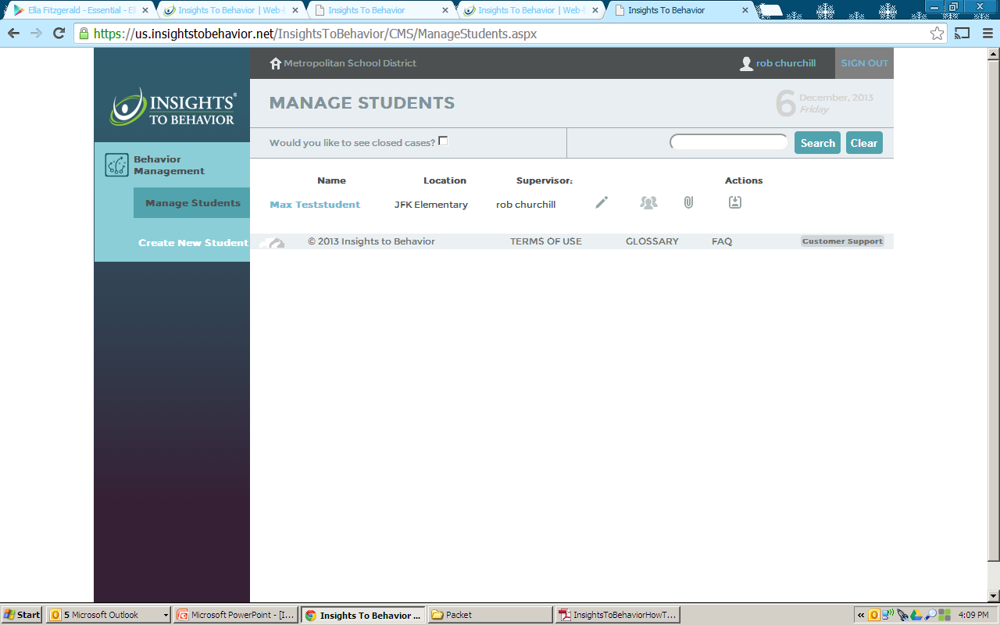 Ella Fitzgerald - Essential - El
Insights To Behavior | Web-
Insights To Behavior
Insights To Behavior | Web-
Insights To Behavior
https://us.insightstobehavior.net/InsightsToBehavior/CMS/ManageStudents.aspx
Metropolitan School District
rob churchill
SIGN OUT
INSIGHTS®
TO BEHAVIOR
MANAGE STUDENTS
6
December, 2013
Friday
Would you like to see closed cases?
Search
Clear
Behavior
Management
Manage Students
Create New Student
Name Location Supervisor: Actions
Max Teststudent JFK Elementary rob churchill
© 2013 Insights to Behavior TERMS OF USE GLOSSARY FAQ Customer Support
Start
5 Microsoft Outlook
Microsoft PowerPoint - [I...
Insights To Behavior ...
Packet
InsightsToBehaviorHowT...
4:09 PM